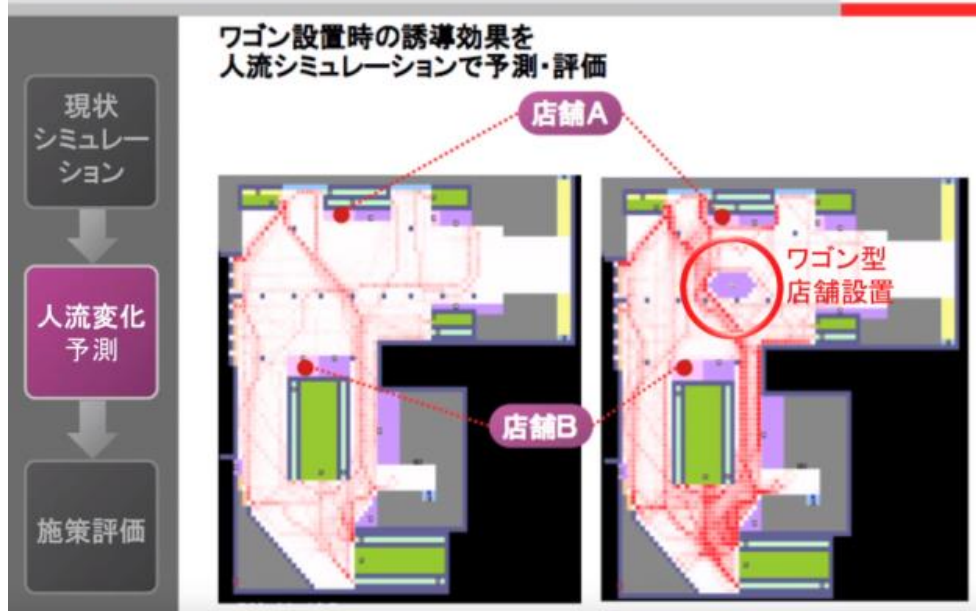 ワゴン設置時の誘導効果を
人流シミュレーションで予測・評価
現状
シミュレー
ション
人流変化
予測
施策評価
店舗A
ワゴン型
店舗設置
店舗B